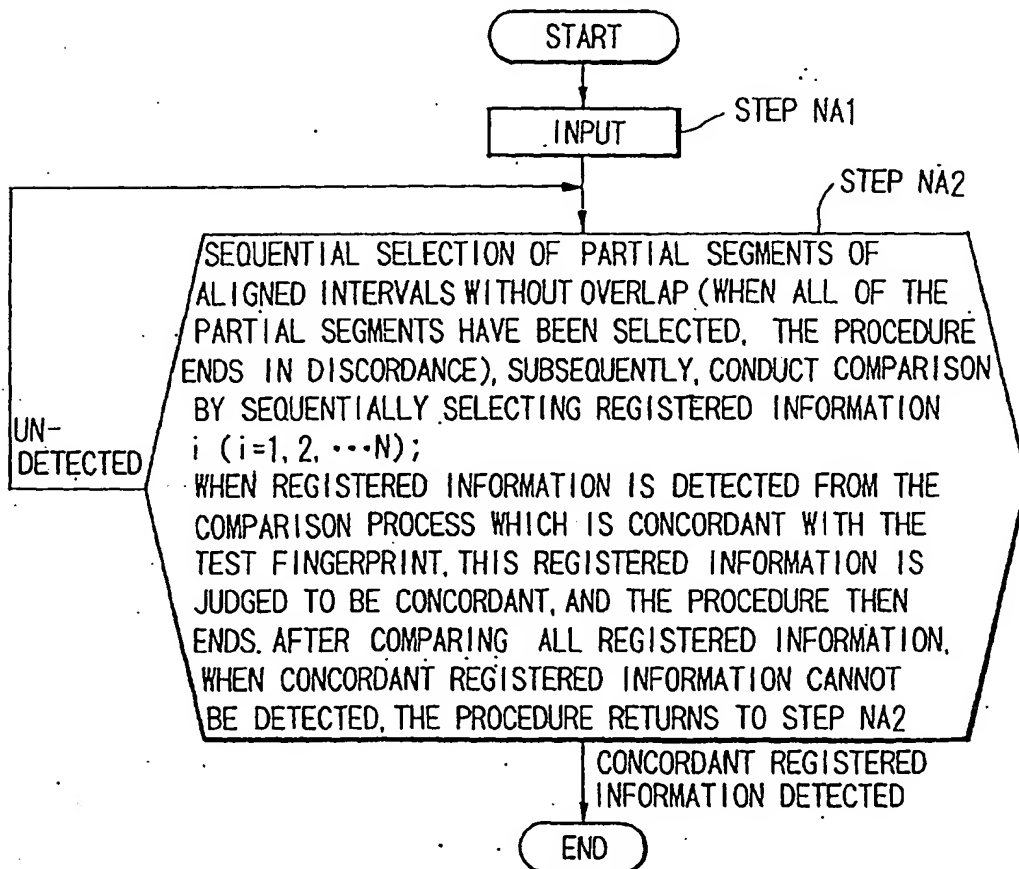 START
INPUT
STEP NA1
STEP NA2
SEQUENTIAL SELECTION OF PARTIAL SEGMENTS OF
ALIGNED INTERVALS WITHOUT OVERLAP (WHEN ALL OF THE
PARTIAL SEGMENTS HAVE BEEN SELECTED, THE PROCEDURE
ENDS IN DISCORDANCE), SUBSEQUENTLY, CONDUCT COMPARISON
BY SEQUENTIALLY SELECTING REGISTERED INFORMATION
i (i=1, 2, ···N);
WHEN REGISTERED INFORMATION IS DETECTED FROM THE
COMPARISON PROCESS WHICH IS CONCORDANT WITH THE
TEST FINGERPRINT, THIS REGISTERED INFORMATION IS
JUDGED TO BE CONCORDANT, AND THE PROCEDURE THEN
ENDS. AFTER COMPARING ALL REGISTERED INFORMATION,
WHEN CONCORDANT REGISTERED INFORMATION CANNOT
BE DETECTED, THE PROCEDURE RETURNS TO STEP NA2
UN-
DETECTED
CONCORDANT REGISTERED
INFORMATION DETECTED
END